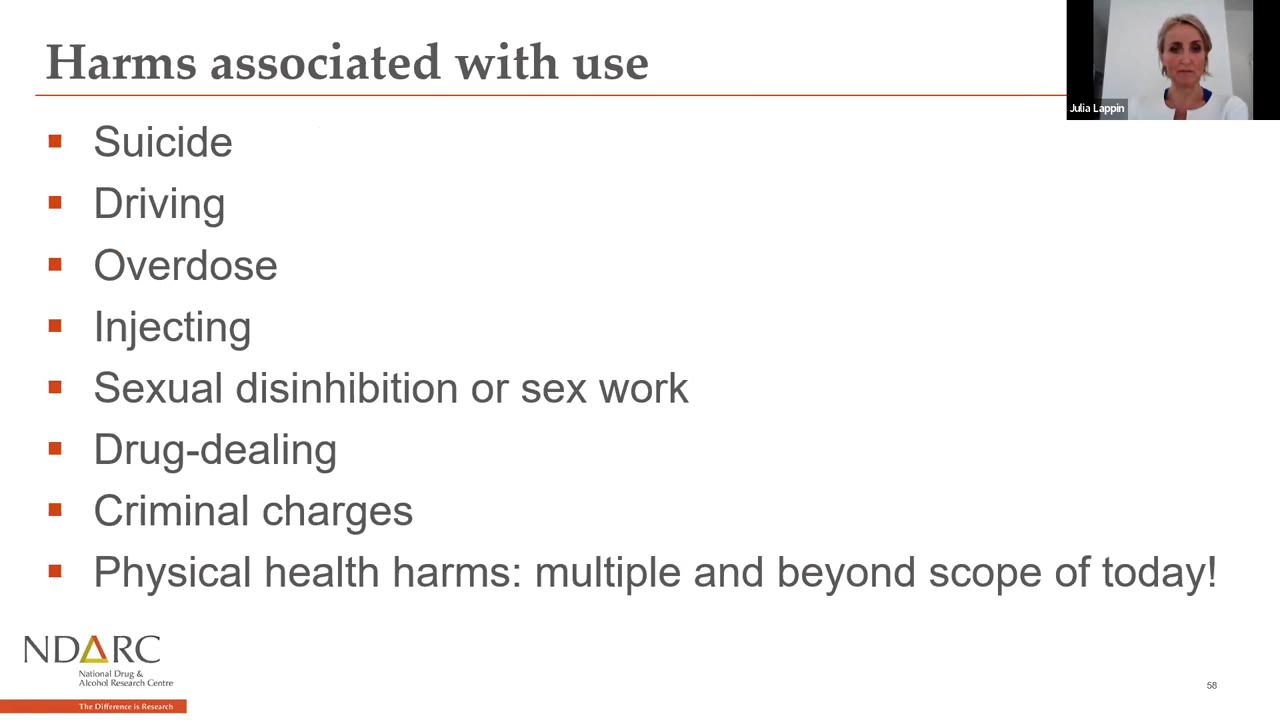 Harms associated with use
Julia Lappin
Suicide
Driving
Overdose
Injecting
Sexual disinhibition or sex work
Drug-dealing
Criminal charges
Physical health harms: multiple and beyond scope of today!
NDARC
National Drug &
Alcohol Research Centre
The Difference is Research
58